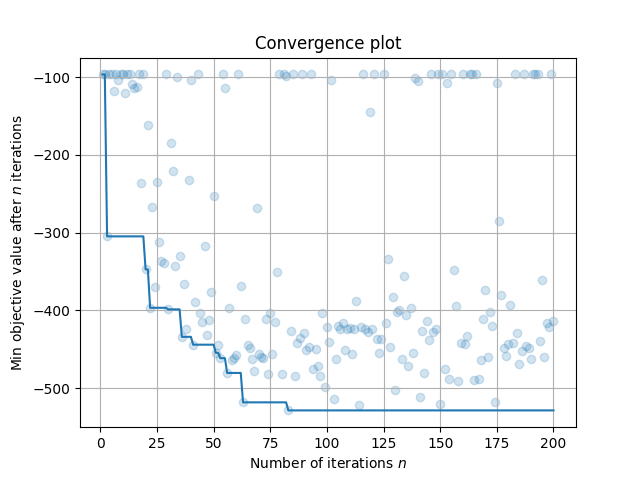 Convergence plot
Min objective value after n iterations
−100
−200
−300
−400
−500
0 25 50 75 100 125 150 175 200
Number of iterations n